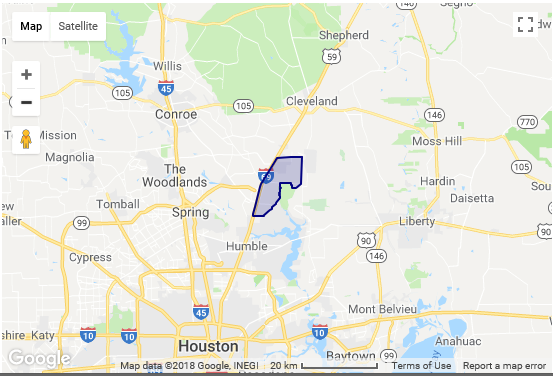 Map Satellite
Segno
Shepherd
59
Willis
45
105
105
Cleveland
146
Conroe
770
Moss Hill
Mission
Magnolia
The
Woodlands
69
105
Hardin
Daisetta
Tomball
Spring
99
Liberty
90
Humble
90
146
Cypress
45
Mont Belvieu
Katy
10
10
10
Houston
Baytown
Anahuac
Google
Map data ©2018 Google, INEGI 20 km Terms of Use Report a map error